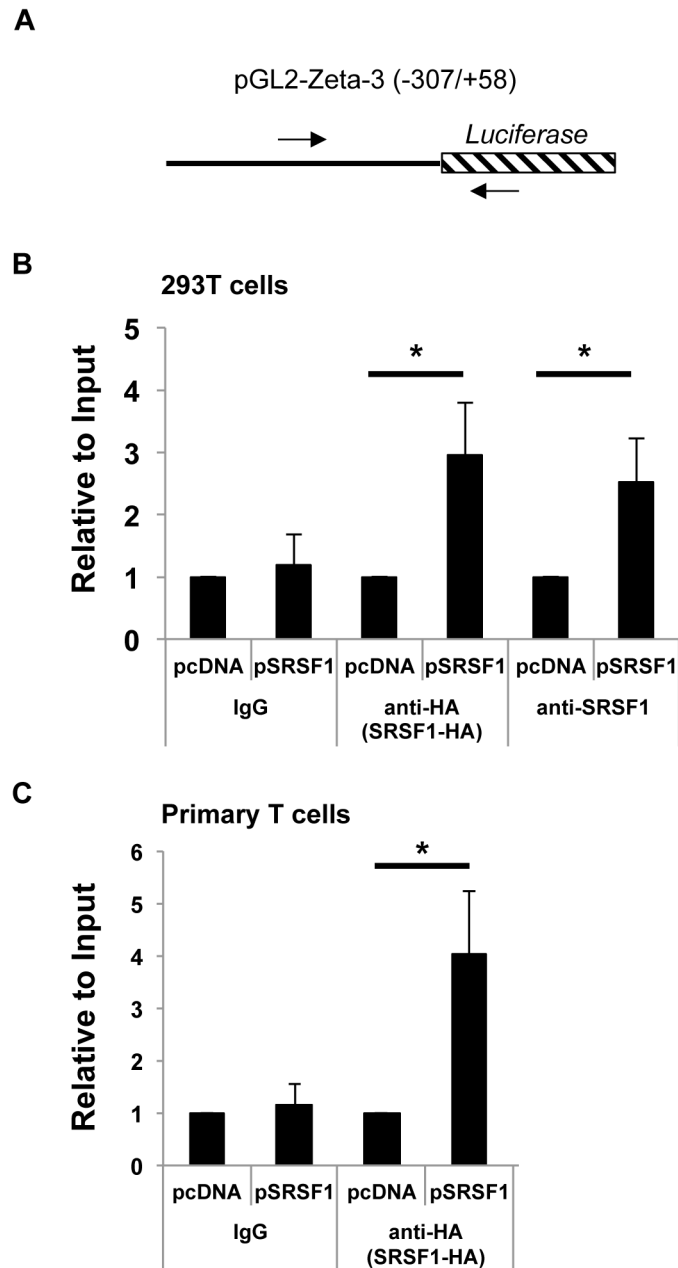 A
pGL2-Zeta-3 (-307/+58)
Luciferase
B
293T cells
Relative to Input
5
4
3
2
1
0
*
*
pcDNA pSRSF1 pcDNA pSRSF1 pcDNA pSRSF1
IgG anti-HA (SRSF1-HA) anti-SRSF1
C
Primary T cells
Relative to Input
6
5
4
3
2
1
0
*
pcDNA pSRSF1 pcDNA pSRSF1
IgG anti-HA
(SRSF1-HA)